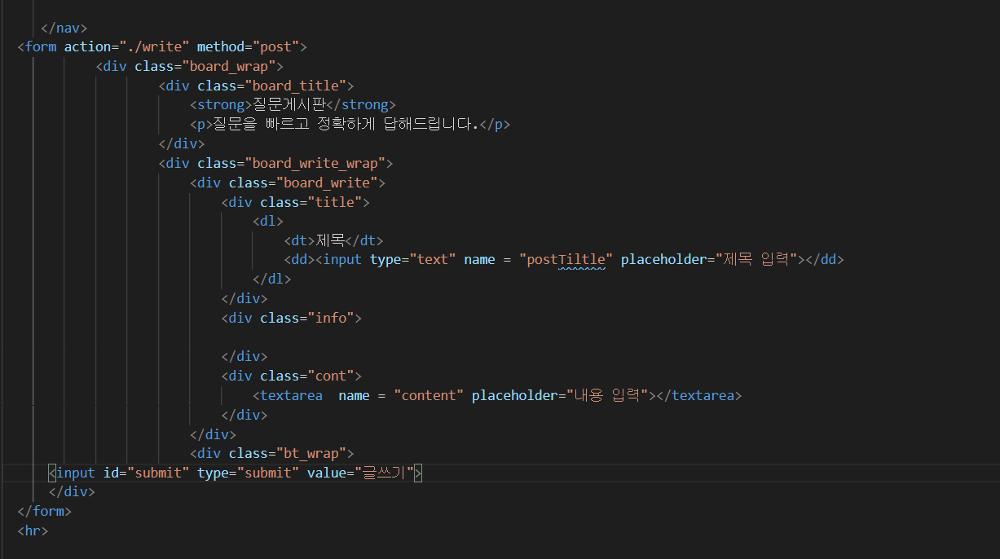 </nav>
<form action="./write" method="post">
<div class="board_wrap">
<div class="board_title">
<strong>질문게시판</strong>
<p>질문을 빠르고 정확하게 답해드립니다.</p>
</div>
<div class="board_write_wrap">
<div class="board_write">
<div class="title">
<dl>
<dt>제목</dt>
<dd><input type="text" name = "postTiltle" placeholder="제목 입력"></dd>
</dl>
</div>
<div class="info">
</div>
<div class="cont">
<textarea  name = "content" placeholder="내용 입력"></textarea>
</div>
</div>
<div class="bt_wrap">
<input id="submit" type="submit" value="글쓰기">
</div>
</form>
<hr>